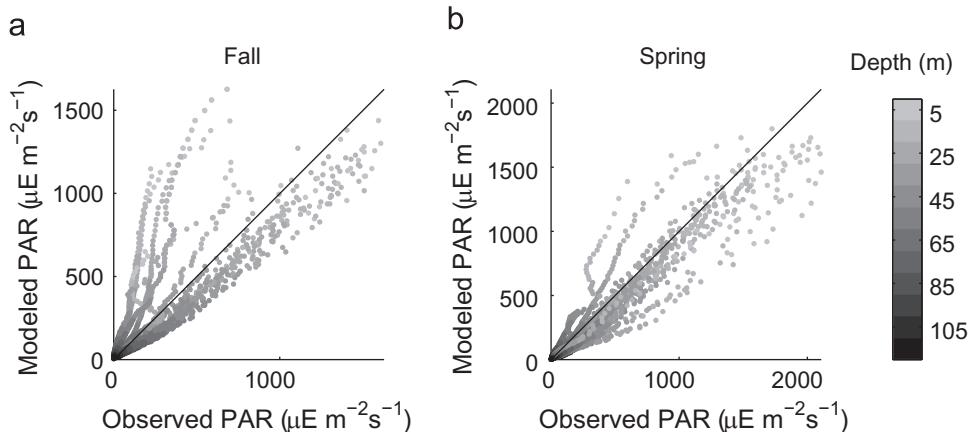 a
Fall
Modeled PAR (µE m−2s−1)
1500
1000
500
0
0
1000
Observed PAR (µE m−2s−1)
b
Spring
Modeled PAR (µE m−2s−1)
2000
1500
1000
500
0
0
1000
2000
Observed PAR (µE m−2s−1)
Depth (m)
5
25
45
65
85
105